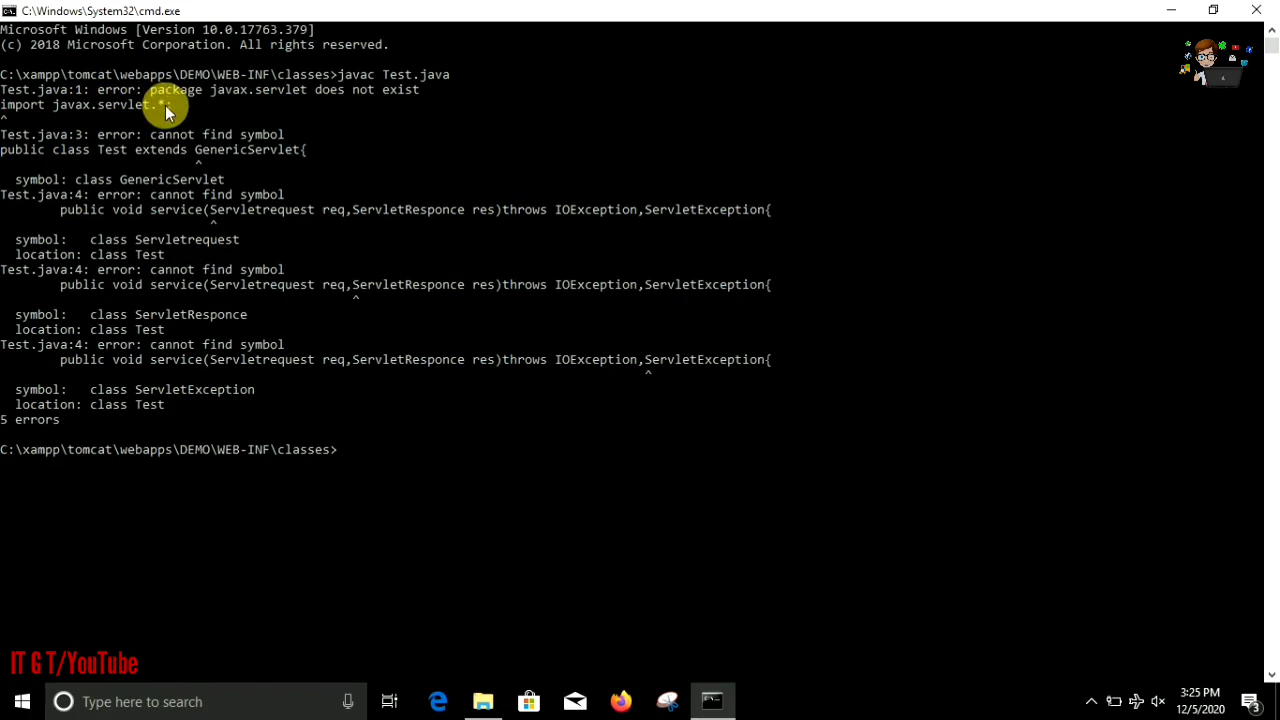 C:\Windows\System32\cmd.exe
Microsoft Windows [Version 10.0.17763.379]
(c) 2018 Microsoft Corporation. All rights reserved.
C:\xampp\tomcat\webapps\DEMO\WEB-INF\classes>javac Test.java
Test.java:1: error: package javax.servlet does not exist
import javax.servlet.*;
^
Test.java:3: error: cannot find symbol
public class Test extends GenericServlet{
^
symbol: class GenericServlet
Test.java:4: error: cannot find symbol
public void service(Servletrequest req,ServletResponce res)throws IOException,ServletException{
^
symbol: class Servletrequest
location: class Test
Test.java:4: error: cannot find symbol
public void service(Servletrequest req,ServletResponce res)throws IOException,ServletException{
^
symbol: class ServletResponce
location: class Test
Test.java:4: error: cannot find symbol
public void service(Servletrequest req,ServletResponce res)throws IOException,ServletException{
^
symbol: class ServletException
location: class Test
5 errors
C:\xampp\tomcat\webapps\DEMO\WEB-INF\classes>
IT G T/YouTube
Type here to search
3:25 PM
12/5/2020
3